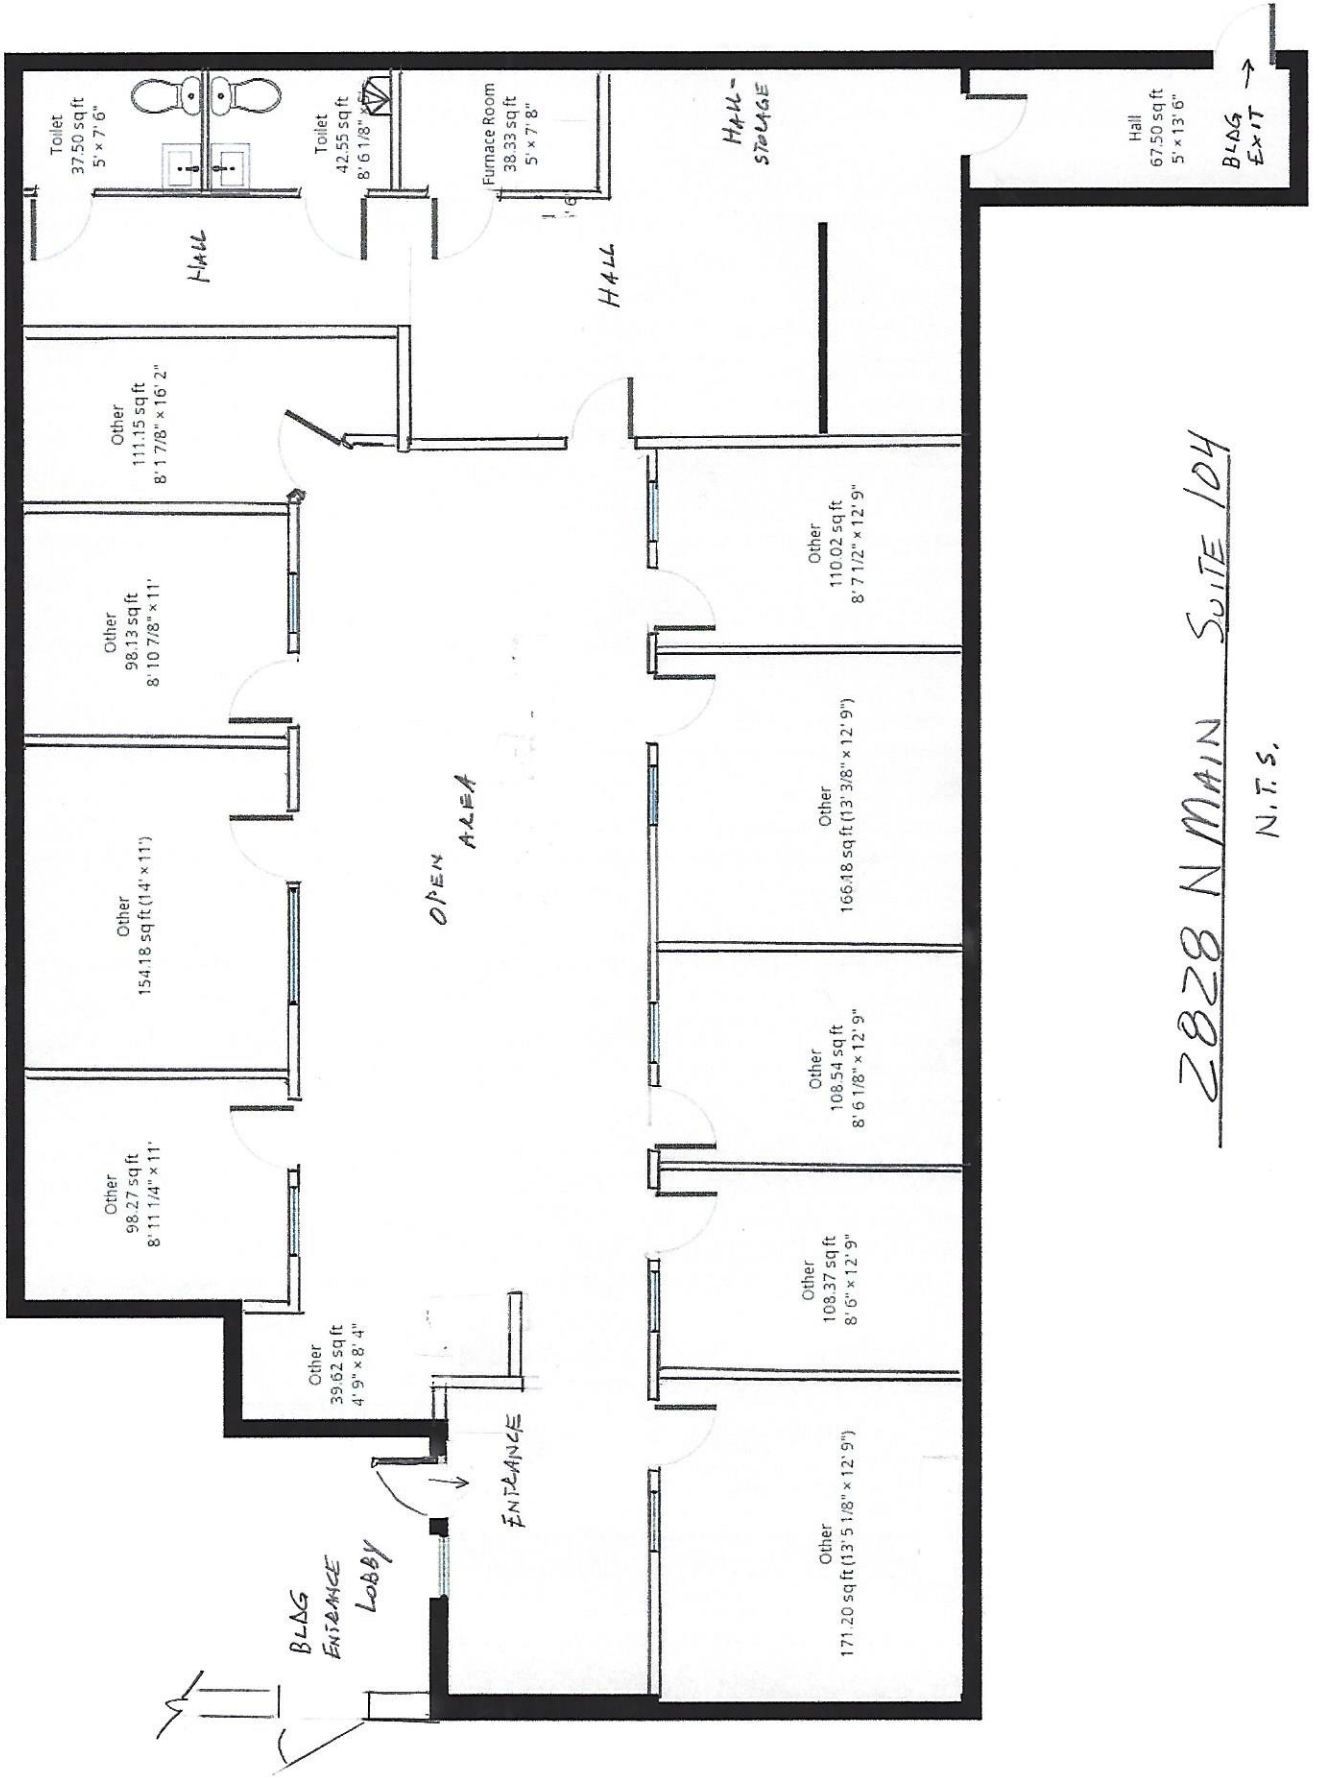 Toilet
37.50 sq ft
5' x 7' 6"
Toilet
42.55 sq ft
8' 6 1/8" x
Furnace Room
38.33 sq ft
5' x 7' 8"
HALL-
STORAGE
Hall
67.50 sq ft
5' x 13' 6"
BLDG
EXIT →
HALL
HALL
Other
111.15 sq ft
8' 1 7/8" x 16' 2"
Other
98.13 sq ft
8' 10 7/8" x 11'
Other
154.18 sq ft (14' x 11')
Other
98.27 sq ft
8' 11 1/4" x 11'
Other
39.62 sq ft
4' 9" x 8' 4"
OPEN
AREA
Other
110.02 sq ft
8' 7 1/2" x 12' 9"
Other
166.18 sq ft (13' 3/8" x 12' 9")
Other
108.54 sq ft
8' 6 1/8" x 12' 9"
Other
108.37 sq ft
8' 6" x 12' 9"
Other
171.20 sq ft (13' 5 1/8" x 12' 9")
ENTRANCE
BLDG
ENTRANCE
LOBBY
2828 N MAIN SUITE 104
N.T.S.